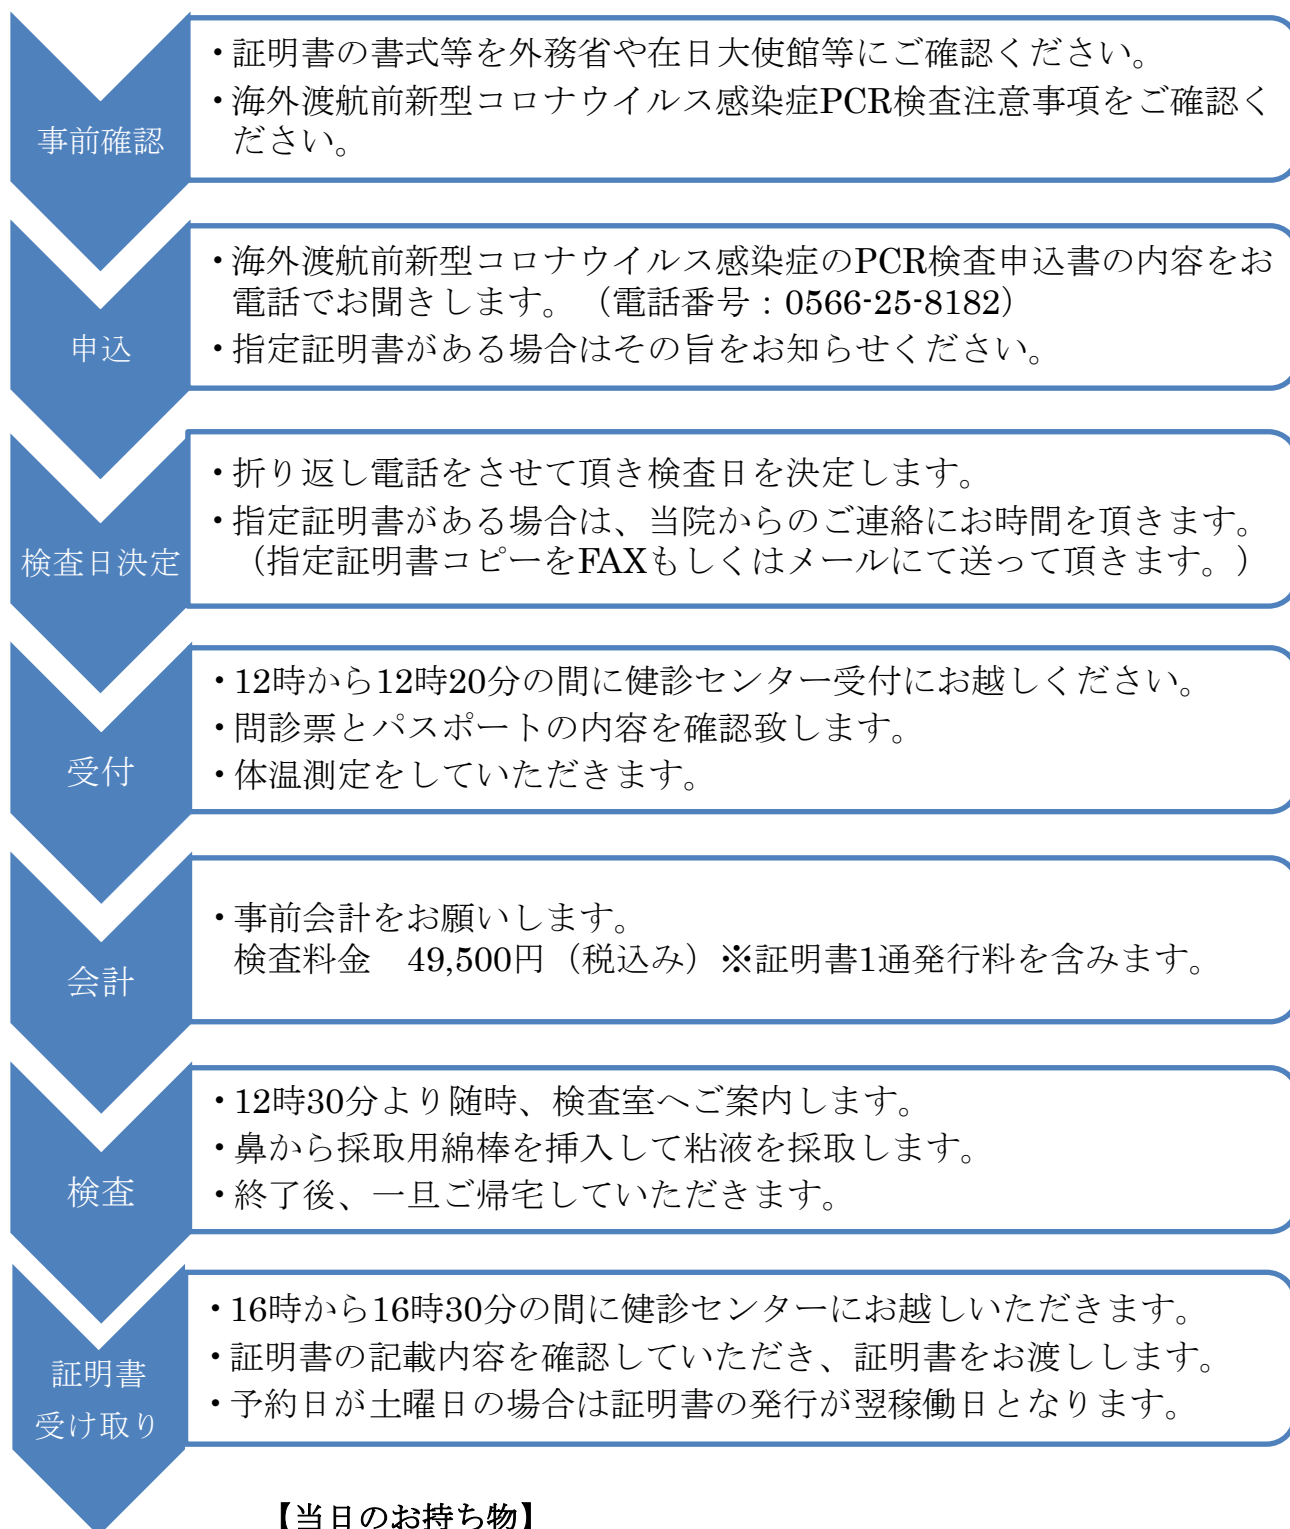 事前確認
・証明書の書式等を外務省や在日大使館等にご確認ください。
・海外渡航前新型コロナウイルス感染症PCR検査注意事項をご確認く
ださい。
申込
・海外渡航前新型コロナウイルス感染症のPCR検査申込書の内容をお
電話でお聞きします。（電話番号：0566-25-8182）
・指定証明書がある場合はその旨をお知らせください。
検査日決定
・折り返し電話をさせて頂き検査日を決定します。
・指定証明書がある場合は、当院からのご連絡にお時間を頂きます。
（指定証明書コピーをFAXもしくはメールにて送って頂きます。）
受付
・12時から12時20分の間に健診センター受付にお越しください。
・問診票とパスポートの内容を確認致します。
・体温測定をしていただきます。
会計
・事前会計をお願いします。
検査料金　49,500円（税込み）※証明書1通発行料を含みます。
検査
・12時30分より随時、検査室へご案内します。
・鼻から採取用綿棒を挿入して粘液を採取します。
・終了後、一旦ご帰宅していただきます。
証明書
受け取り
・16時から16時30分の間に健診センターにお越しいただきます。
・証明書の記載内容を確認していただき、証明書をお渡しします。
・予約日が土曜日の場合は証明書の発行が翌稼働日となります。
【当日のお持ち物】